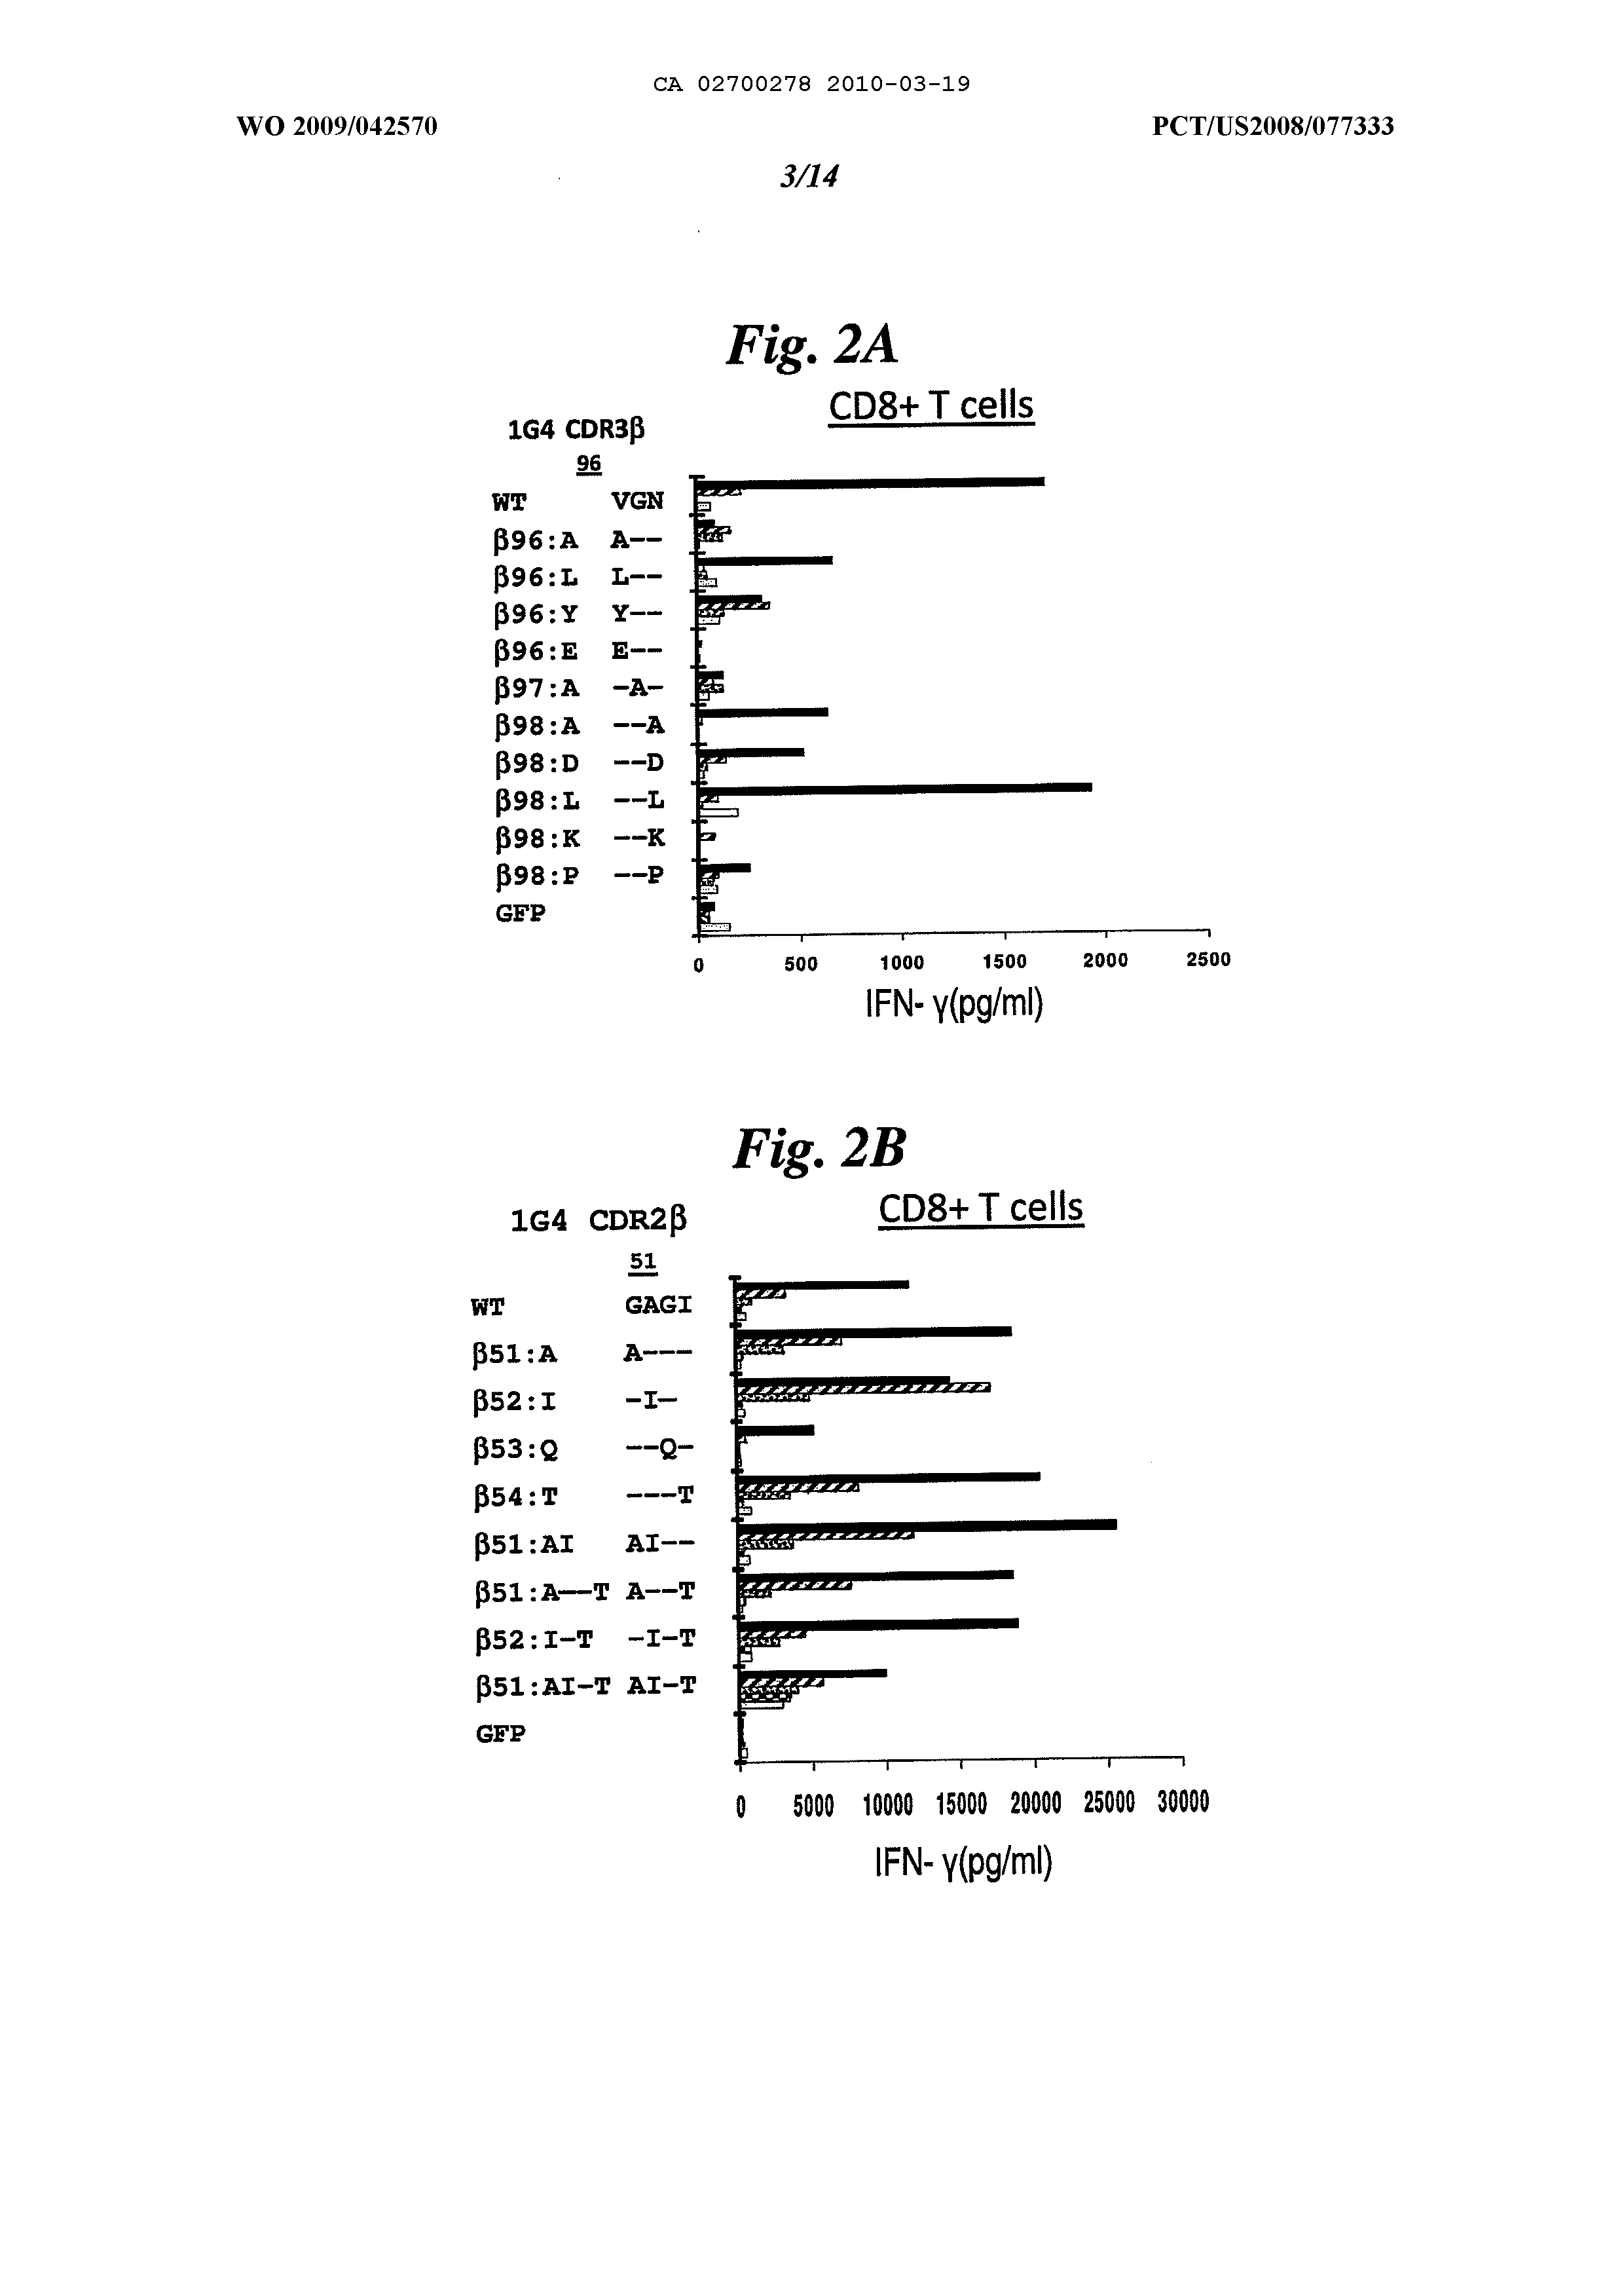 CA 02700278 2010-03-19
WO 2009/042570 PCT/US2008/077333
3/14
Fig. 2A
CD8+ T cells
1G4 CDR3β
96
WT VGN
β96:A A--
β96:L L--
β96:Y Y--
β96:E E--
β97:A -A-
β98:A --A
β98:D --D
β98:L --L
β98:K --K
β98:P --P
GFP
0 500 1000 1500 2000 2500
IFN- γ(pg/ml)
Fig. 2B
CD8+ T cells
1G4 CDR2β
51
WT GAGI
β51:A A---
β52:I -I-
β53:Q --Q-
β54:T ---T
β51:AI AI--
β51:A--T A--T
β52:I-T -I-T
β51:AI-T AI-T
GFP
0 5000 10000 15000 20000 25000 30000
IFN- γ(pg/ml)